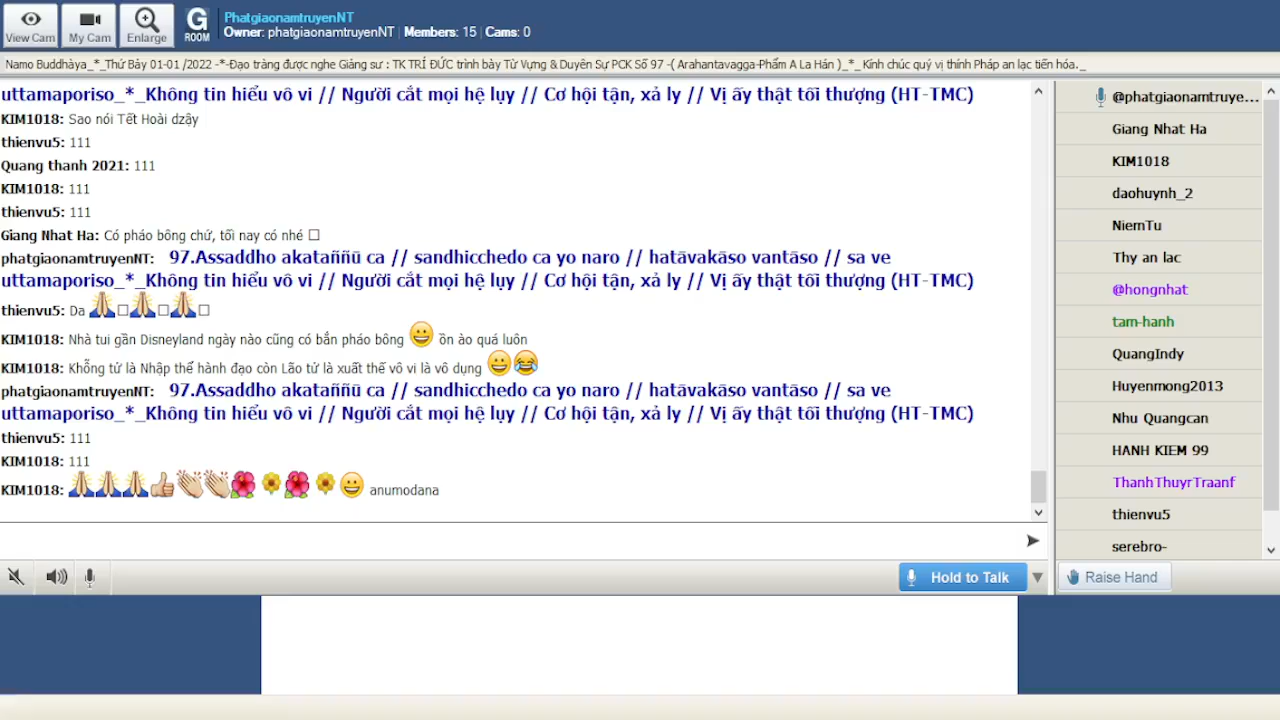 View Cam
My Cam
Enlarge
G
ROOM
PhatgiaonamtruyenNT
Owner: phatgiaonamtruyenNT | Members: 15 | Cams: 0
Namo Buddhàya_*_Thứ Bảy 01-01 /2022 -*-Đạo tràng được nghe Giảng sư : TK TRÍ ĐỨC trình bày Từ Vựng & Duyên Sự PCK Số 97 -( Arahantavagga-Phẩm A La Hán )_*_ Kính chúc quý vị thính Pháp an lạc tiến hóa._
uttamaporiso_*_Không tin hiểu vô vi // Người cắt mọi hệ lụy // Cơ hội tận, xả ly // Vị ấy thật tối thượng (HT-TMC)
KIM1018: Sao nói Tết Hoài dzậy
thienvu5: 111
Quang thanh 2021: 111
KIM1018: 111
thienvu5: 111
Giang Nhat Ha: Có pháo bông chứ, tối nay có nhé
phatgiaonamtruyenNT: 97.Assaddho akataññū ca // sandhicchedo ca yo naro // hatāvakāso vantāso // sa ve
uttamaporiso_*_Không tin hiểu vô vi // Người cắt mọi hệ lụy // Cơ hội tận, xả ly // Vị ấy thật tối thượng (HT-TMC)
thienvu5: Da
KIM1018: Nhà tui gần Disneyland ngày nào cũng có bắn pháo bông 😀 ồn ào quá luôn
KIM1018: Khỗng tử là Nhập thể hành đạo còn Lão tử là xuất thế vô vi là vô dụng 😀😂
phatgiaonamtruyenNT: 97.Assaddho akataññū ca // sandhicchedo ca yo naro // hatāvakāso vantāso // sa ve
uttamaporiso_*_Không tin hiểu vô vi // Người cắt mọi hệ lụy // Cơ hội tận, xả ly // Vị ấy thật tối thượng (HT-TMC)
thienvu5: 111
KIM1018: 111
KIM1018: 🙏🙏🙏👍👏👏🌺🌻🌺🌻😀 anumodana
Hold to Talk
@phatgiaonamtruye...
Giang Nhat Ha
KIM1018
daohuynh_2
NiemTu
Thy an lac
@hongnhat
tam-hanh
QuangIndy
Huyenmong2013
Nhu Quangcan
HANH KIEM 99
ThanhThuyrTraanf
thienvu5
serebro-
Raise Hand